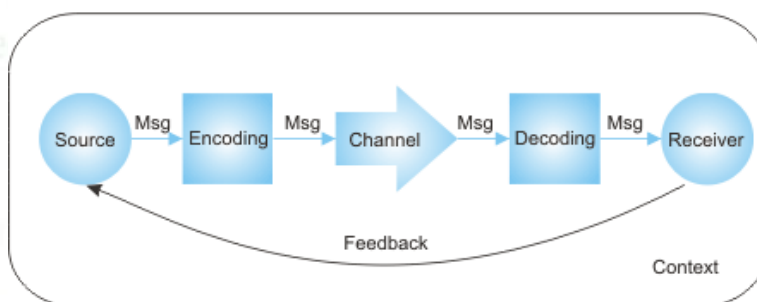 Msg
Msg
Msg
Msg
Source
Encoding
Channel
Decoding
Receiver
Feedback
Context